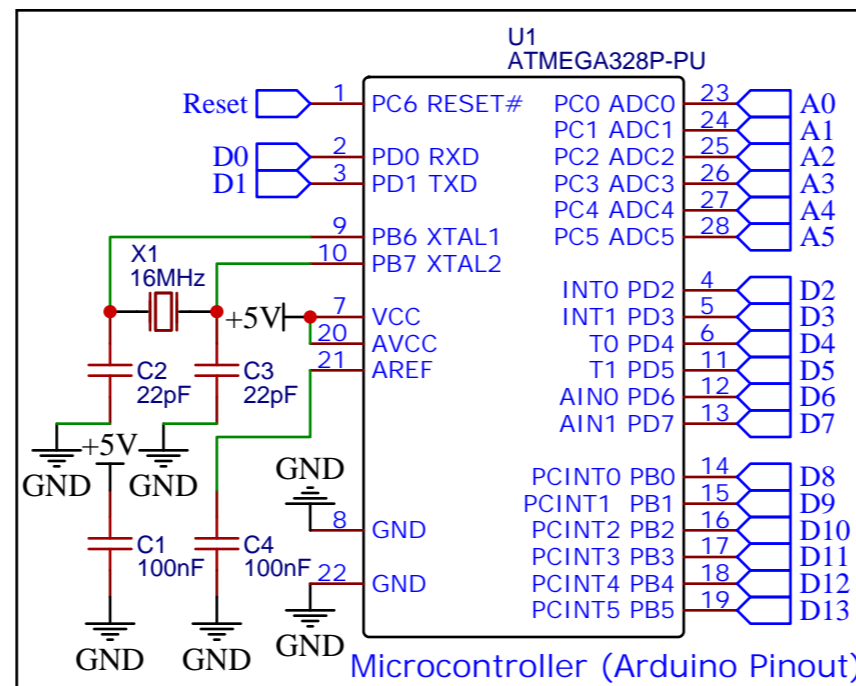 U1
ATMEGA328P-PU
Reset 1 PC6 RESET# PC0 ADC0 23 A0
PC1 ADC1 24 A1
D0 2 PD0 RXD PC2 ADC2 25 A2
D1 3 PD1 TXD PC3 ADC3 26 A3
PC4 ADC4 27 A4
9 PB6 XTAL1 PC5 ADC5 28 A5
X1 10 PB7 XTAL2
16MHz
INT0 PD2 4 D2
+5V 7 VCC INT1 PD3 5 D3
20 AVCC T0 PD4 6 D4
21 AREF T1 PD5 11 D5
C2 C3
22pF 22pF
AIN0 PD6 12 D6
AIN1 PD7 13 D7
+5V
GND GND GND
PCINT0 PB0 14 D8
PCINT1 PB1 15 D9
8 GND PCINT2 PB2 16 D10
C1 C4
100nF 100nF
PCINT3 PB3 17 D11
22 GND PCINT4 PB4 18 D12
PCINT5 PB5 19 D13
GND GND GND
Microcontroller (Arduino Pinout)